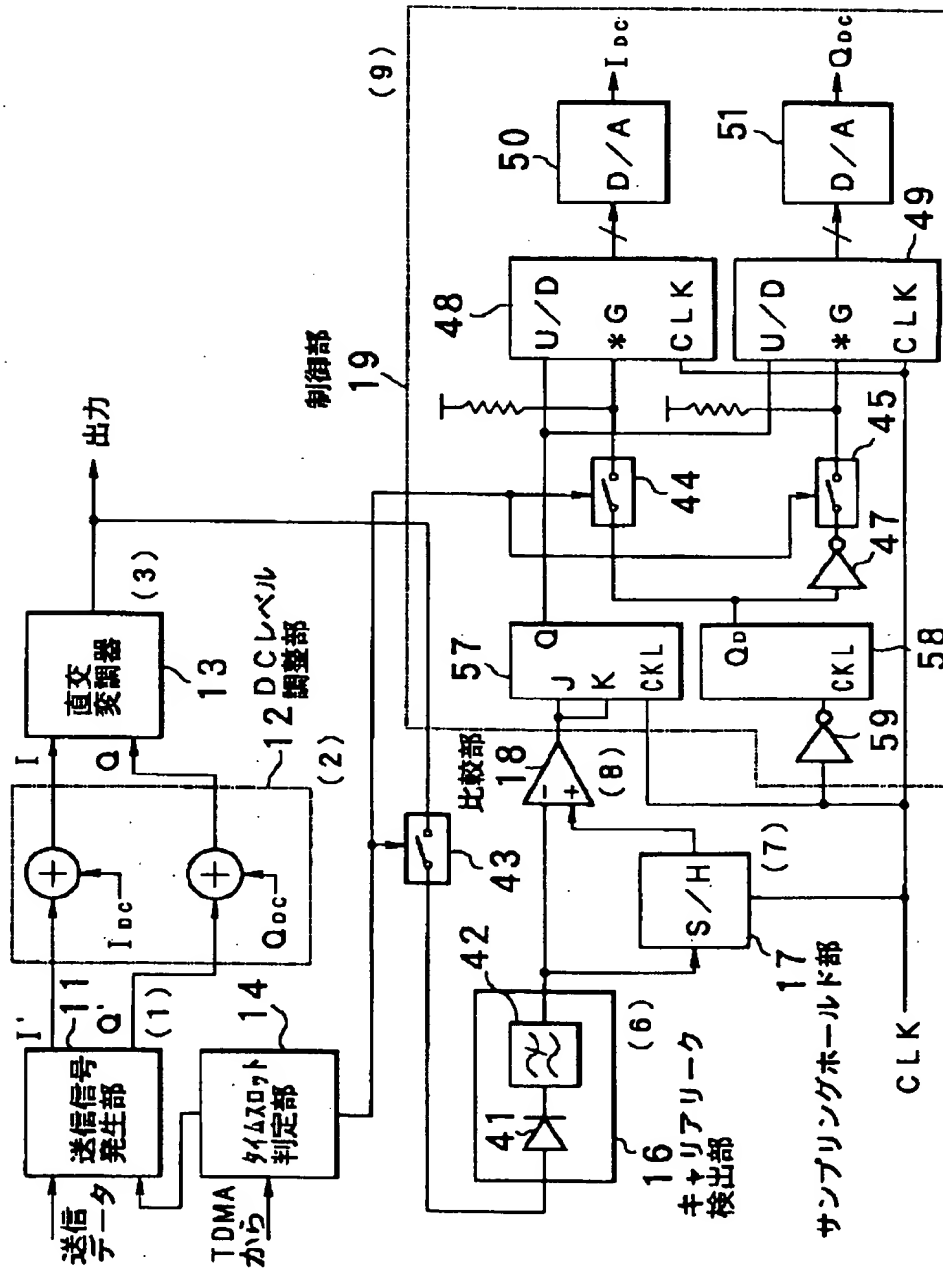 送信
データ
TDMA
から
I'
11
Q'
送信信号
発生部
(1)
14
タイムスロット
判定部
I DC
Q DC
I
Q
12 DCレベル
調整部
(2)
直交
変調器
13
(3)
出力
43
41
42
(6)
16
キャリアリーク
検出部
S/H
17
(7)
サンプリングホールド部
CLK
比較部
18
-
+
(8)
制御部
19
(9)
57
J
K
CKL
Q
59
58
CKL
QD
44
45
47
48
U/D
*G
CLK
49
U/D
*G
CLK
50
D/A
IDC
51
D/A
QDC